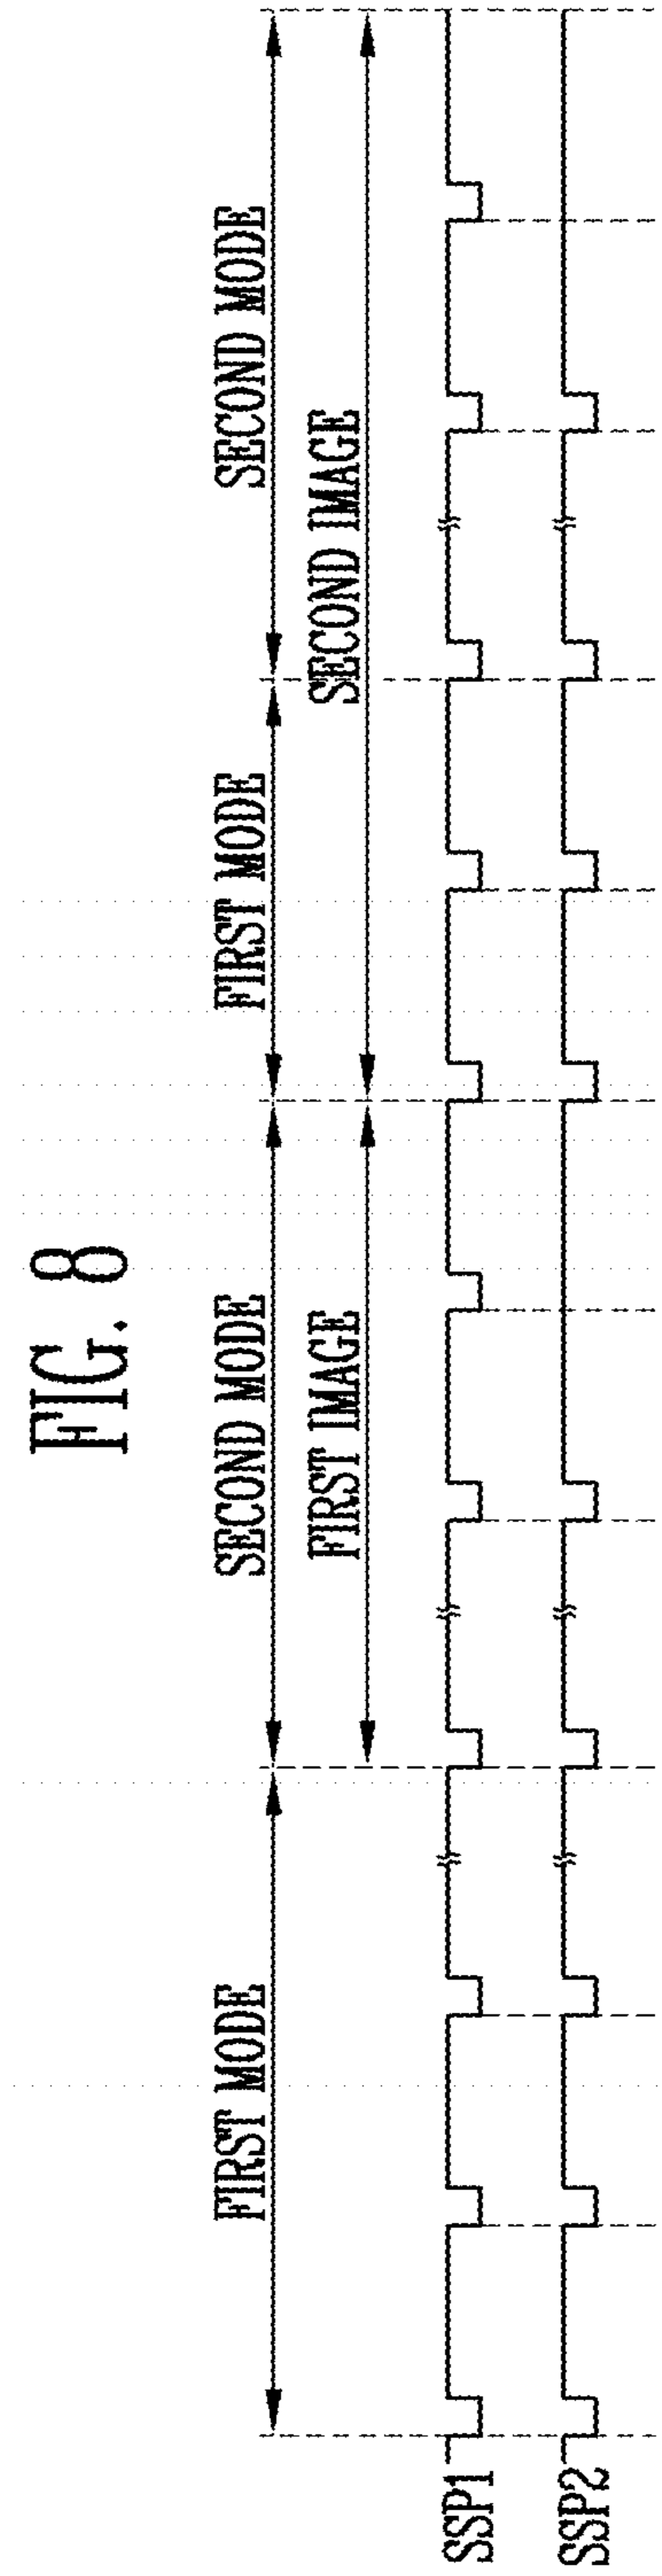 FIG. 8
FIRST MODE
SECOND MODE
FIRST MODE
SECOND MODE
FIRST IMAGE
SECOND IMAGE
SSP1
SSP2